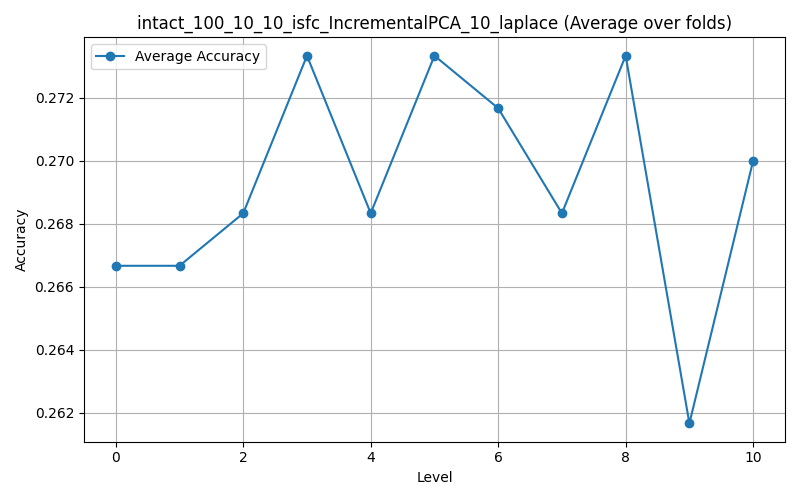 intact_100_10_10_isfc_IncrementalPCA_10_laplace (Average over folds)
Average Accuracy
0.272
0.270
0.268
0.266
0.264
0.262
Accuracy
0 2 4 6 8 10
Level